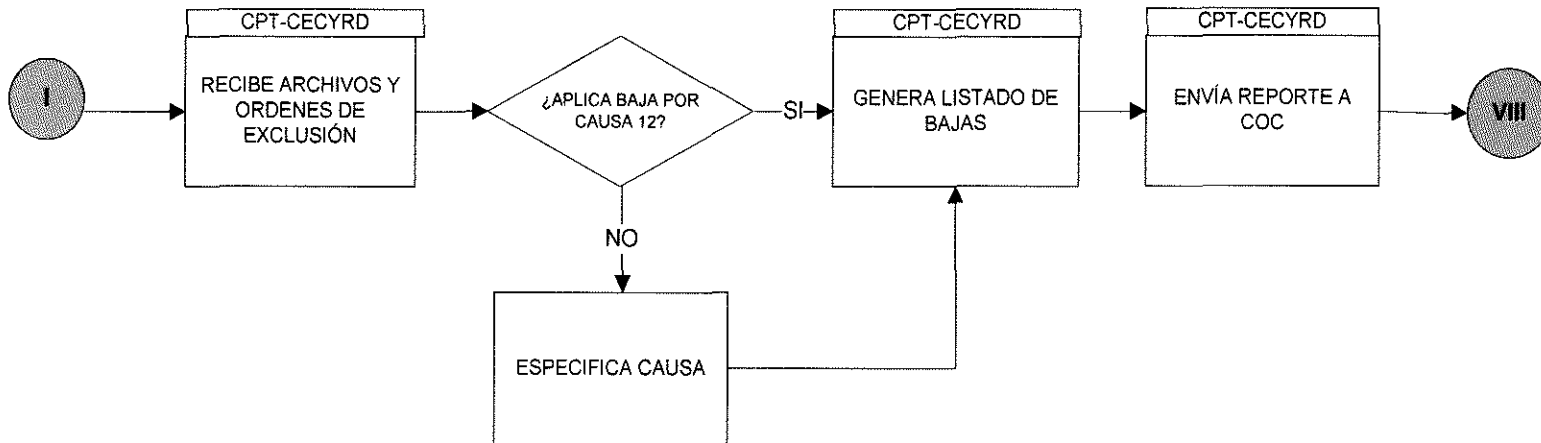 CPT-CECYRD
CPT-CECYRD
CPT-CECYRD
I
RECIBE ARCHIVOS Y
ORDENES DE
EXCLUSIÓN
¿APLICA BAJA POR
CAUSA 12?
SI
GENERA LISTADO DE
BAJAS
ENVÍA REPORTE A
COC
VIII
NO
ESPECIFICA CAUSA